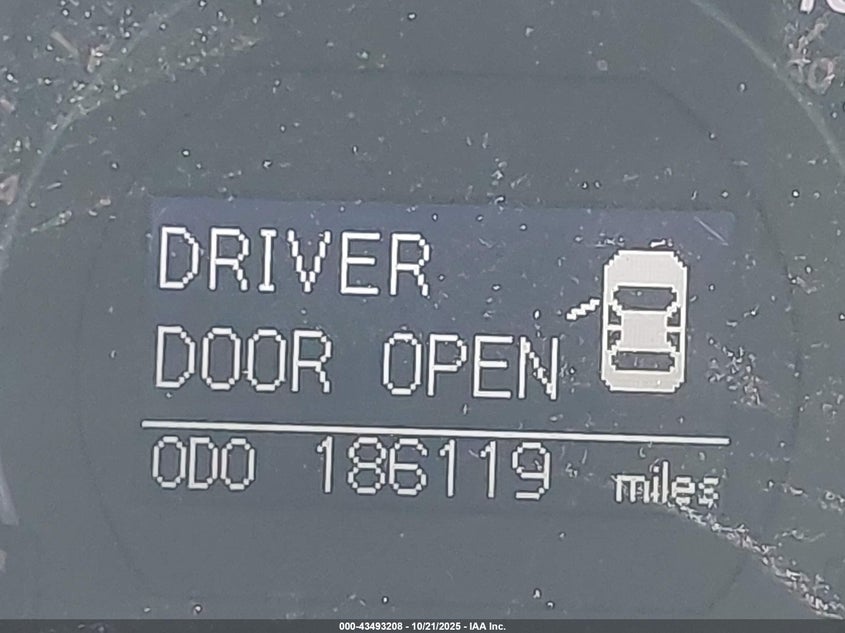 DRIVER
DOOR OPEN
ODO 186119 miles
000-43493208 - 10/21/2025 - IAA Inc.